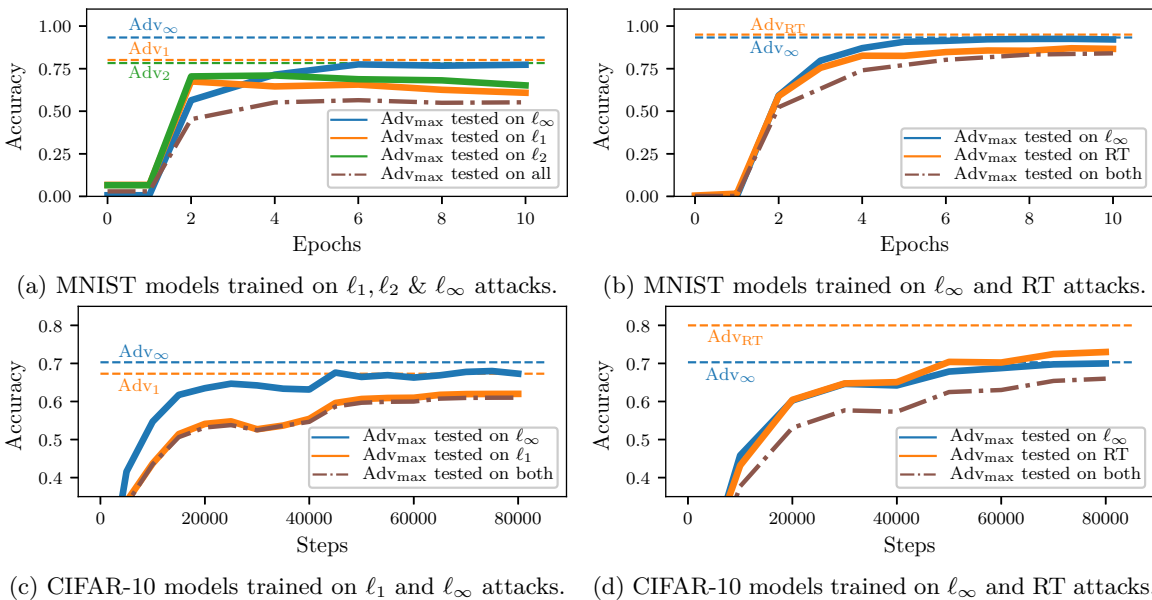 Accuracy
1.00
0.75
0.50
0.25
0.00
Adv∞
Adv1
Adv2
Advmax tested on ℓ∞
Advmax tested on ℓ1
Advmax tested on ℓ2
Advmax tested on all
0 2 4 6 8 10
Epochs
(a) MNIST models trained on ℓ1, ℓ2 & ℓ∞ attacks.
Accuracy
1.00
0.75
0.50
0.25
0.00
AdvRT
Adv∞
Advmax tested on ℓ∞
Advmax tested on RT
Advmax tested on both
0 2 4 6 8 10
Epochs
(b) MNIST models trained on ℓ∞ and RT attacks.
Accuracy
0.8
0.7
0.6
0.5
0.4
Adv∞
Adv1
Advmax tested on ℓ∞
Advmax tested on ℓ1
Advmax tested on both
0 20000 40000 60000 80000
Steps
(c) CIFAR-10 models trained on ℓ1 and ℓ∞ attacks.
Accuracy
0.8
0.7
0.6
0.5
0.4
AdvRT
Adv∞
Advmax tested on ℓ∞
Advmax tested on RT
Advmax tested on both
0 20000 40000 60000 80000
Steps
(d) CIFAR-10 models trained on ℓ∞ and RT attacks.